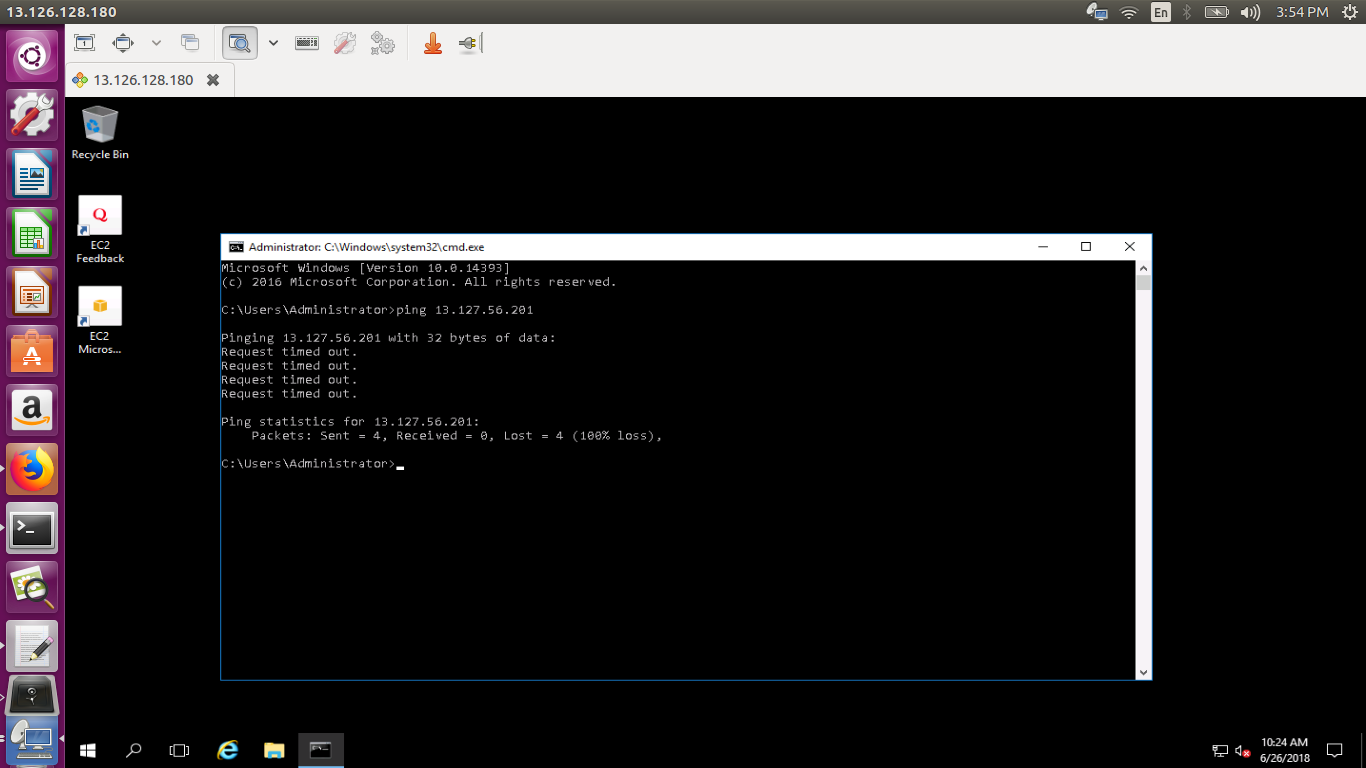 13.126.128.180
En
3:54 PM
13.126.128.180
Recycle Bin
Q
EC2
Feedback
EC2
Micros...
Administrator: C:\Windows\system32\cmd.exe
Microsoft Windows [Version 10.0.14393]
(c) 2016 Microsoft Corporation. All rights reserved.
C:\Users\Administrator>ping 13.127.56.201
Pinging 13.127.56.201 with 32 bytes of data:
Request timed out.
Request timed out.
Request timed out.
Request timed out.
Ping statistics for 13.127.56.201:
    Packets: Sent = 4, Received = 0, Lost = 4 (100% loss),
C:\Users\Administrator>
10:24 AM
6/26/2018